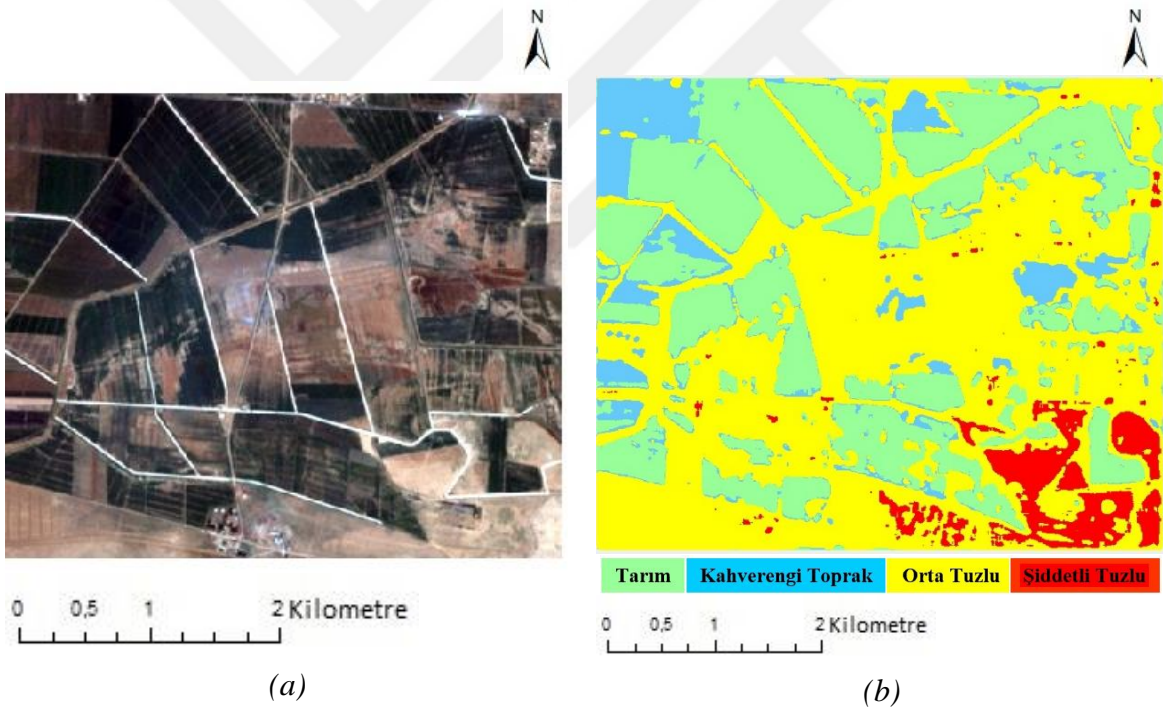 N
N
Tarım Kahverengi Toprak Orta Tuzlu Şiddetli Tuzlu
0 0,5 1 2 Kilometre
0 0,5 1 2 Kilometre
(a)
(b)